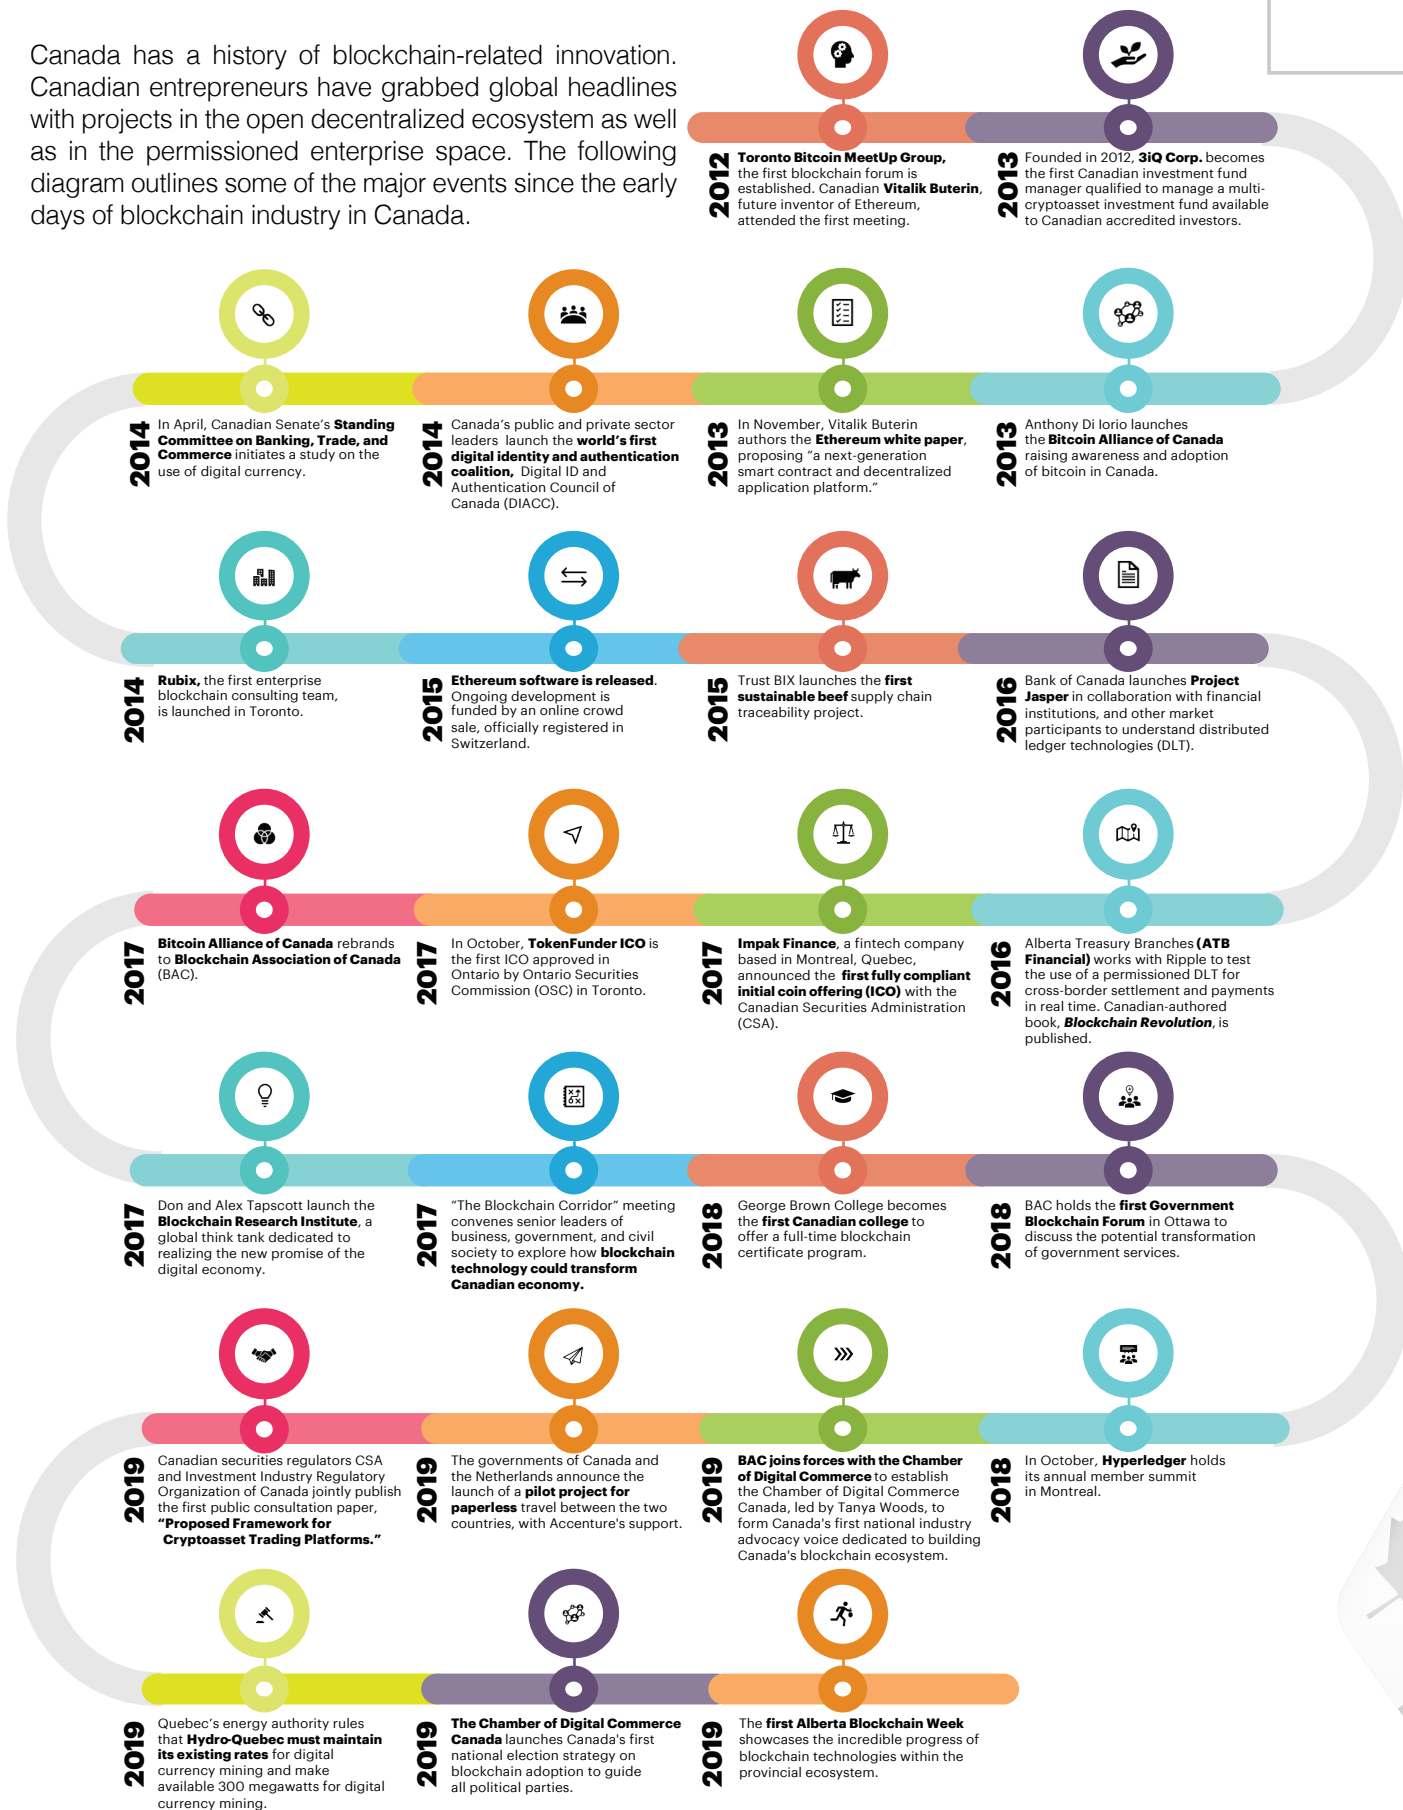 Canada has a history of blockchain-related innovation.
Canadian entrepreneurs have grabbed global headlines
with projects in the open decentralized ecosystem as well
as in the permissioned enterprise space. The following
diagram outlines some of the major events since the early
days of blockchain industry in Canada.
2012
Toronto Bitcoin MeetUp Group,
the first blockchain forum is
established. Canadian Vitalik Buterin,
future inventor of Ethereum,
attended the first meeting.
2013
Founded in 2012, 3iQ Corp. becomes
the first Canadian investment fund
manager qualified to manage a multi-
cryptoasset investment fund available
to Canadian accredited investors.
2013
Anthony Di Iorio launches
the Bitcoin Alliance of Canada
raising awareness and adoption
of bitcoin in Canada.
2013
In November, Vitalik Buterin
authors the Ethereum white paper,
proposing “a next-generation
smart contract and decentralized
application platform.”
2014
Canada’s public and private sector
leaders launch the world’s first
digital identity and authentication
coalition, Digital ID and
Authentication Council of
Canada (DIACC).
2014
In April, Canadian Senate’s Standing
Committee on Banking, Trade, and
Commerce initiates a study on the
use of digital currency.
2014
Rubix, the first enterprise
blockchain consulting team,
is launched in Toronto.
2015
Ethereum software is released.
Ongoing development is
funded by an online crowd
sale, officially registered in
Switzerland.
2015
Trust BIX launches the first
sustainable beef supply chain
traceability project.
2016
Bank of Canada launches Project
Jasper in collaboration with financial
institutions, and other market
participants to understand distributed
ledger technologies (DLT).
2016
Alberta Treasury Branches (ATB
Financial) works with Ripple to test
the use of a permissioned DLT for
cross-border settlement and payments
in real time. Canadian-authored
book, Blockchain Revolution, is
published.
2017
Impak Finance, a fintech company
based in Montreal, Quebec,
announced the first fully compliant
initial coin offering (ICO) with the
Canadian Securities Administration
(CSA).
2017
In October, TokenFunder ICO is
the first ICO approved in
Ontario by Ontario Securities
Commission (OSC) in Toronto.
2017
Bitcoin Alliance of Canada rebrands
to Blockchain Association of Canada
(BAC).
2017
Don and Alex Tapscott launch the
Blockchain Research Institute, a
global think tank dedicated to
realizing the new promise of the
digital economy.
2017
“The Blockchain Corridor” meeting
convenes senior leaders of
business, government, and civil
society to explore how blockchain
technology could transform
Canadian economy.
2018
George Brown College becomes
the first Canadian college to
offer a full-time blockchain
certificate program.
2018
BAC holds the first Government
Blockchain Forum in Ottawa to
discuss the potential transformation
of government services.
2018
In October, Hyperledger holds
its annual member summit
in Montreal.
2019
BAC joins forces with the Chamber
of Digital Commerce to establish
the Chamber of Digital Commerce
Canada, led by Tanya Woods, to
form Canada's first national industry
advocacy voice dedicated to building
Canada's blockchain ecosystem.
2019
The governments of Canada and
the Netherlands announce the
launch of a pilot project for
paperless travel between the two
countries, with Accenture's support.
2019
Canadian securities regulators CSA
and Investment Industry Regulatory
Organization of Canada jointly publish
the first public consultation paper,
“Proposed Framework for
Cryptoasset Trading Platforms.”
2019
Quebec’s energy authority rules
that Hydro-Quebec must maintain
its existing rates for digital
currency mining and make
available 300 megawatts for digital
currency mining.
2019
The Chamber of Digital Commerce
Canada launches Canada's first
national election strategy on
blockchain adoption to guide
all political parties.
2019
The first Alberta Blockchain Week
showcases the incredible progress of
blockchain technologies within the
provincial ecosystem.